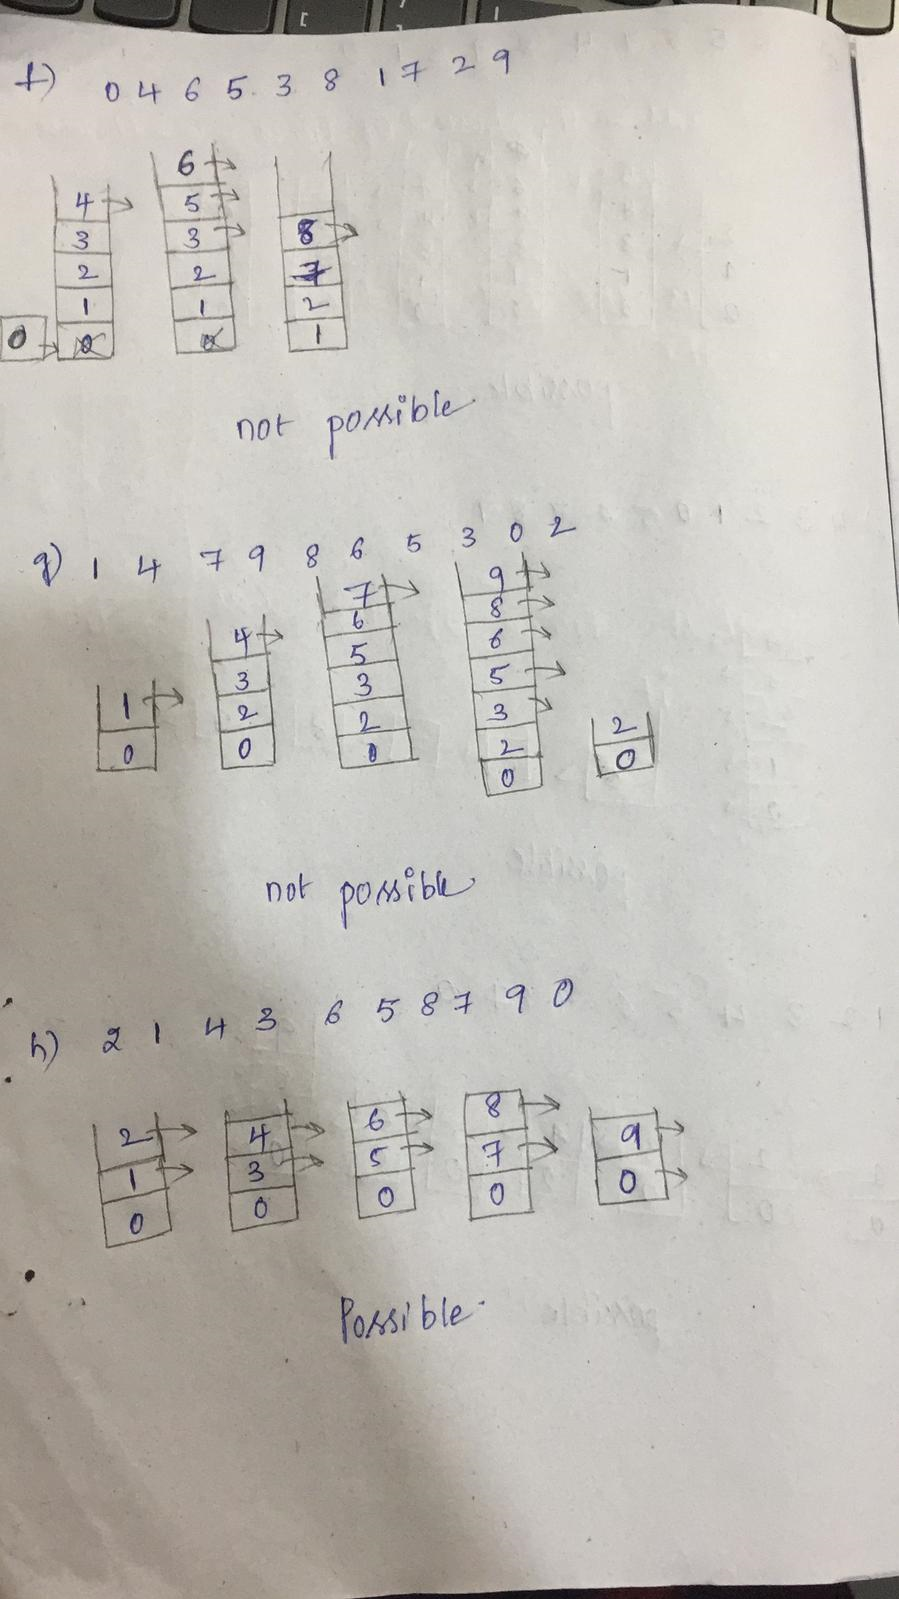 f) 0 4 6 5 3 8 1 7 2 9
6
4 5
3 3 8
2 2 7
1 1 2
0 0 0 1
not possible
g) 1 4 7 9 8 6 5 3 0 2
9
7 8
4 6 6
3 5 5
1 2 3 3 2
0 0 2 2 0
0 0
not possible
h) 2 1 4 3 6 5 8 7 9 0
2 4 6 8
1 3 5 7 9
0 0 0 0 0
Possible